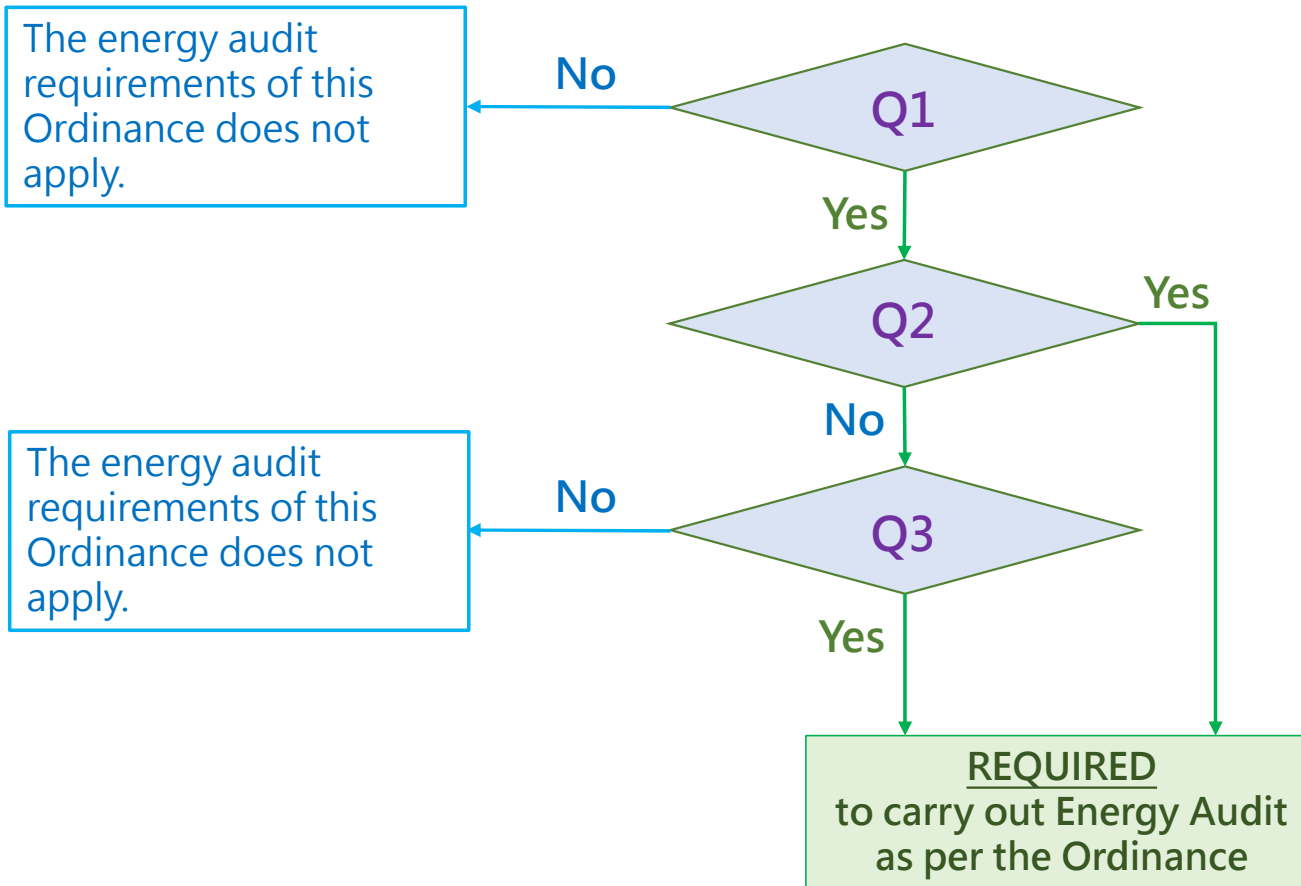 The energy audit
requirements of this
Ordinance does not
apply.
No
Q1
Yes
Q2
Yes
No
The energy audit
requirements of this
Ordinance does not
apply.
No
Q3
Yes
REQUIRED
to carry out Energy Audit
as per the Ordinance